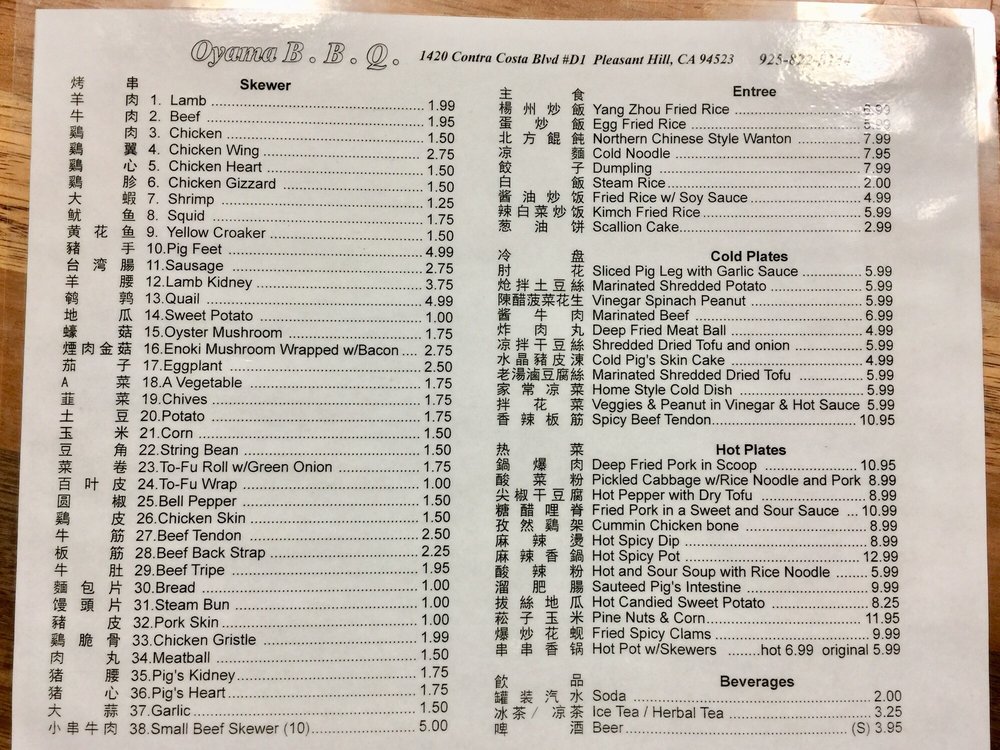 Oyama B . B . Q . 1420 Contra Costa Blvd #D1 Pleasant Hill, CA 94523
烤串 Skewer
羊肉 1. Lamb 1.99
牛肉 2. Beef 1.95
鷄肉 3. Chicken 1.50
鷄翼 4. Chicken Wing 2.75
鷄心 5. Chicken Heart 1.50
鷄胗 6. Chicken Gizzard 1.50
大蝦 7. Shrimp 1.25
鱿鱼 8. Squid 1.75
黄花鱼 9. Yellow Croaker 1.50
豬手 10.Pig Feet 4.99
台湾腸 11.Sausage 2.75
羊腰 12.Lamb Kidney 3.75
鹌鹑 13.Quail 4.99
地瓜 14.Sweet Potato 1.00
蠔菇 15.Oyster Mushroom 1.75
煙肉金菇 16.Enoki Mushroom Wrapped w/Bacon 2.75
茄子 17.Eggplant 2.50
A菜 18.A Vegetable 1.75
韮菜 19.Chives 1.75
土豆 20.Potato 1.75
玉米 21.Corn 1.50
豆角 22.String Bean 1.50
菜卷 23.To-Fu Roll w/Green Onion 1.75
百叶皮 24.To-Fu Wrap 1.00
圆椒 25.Bell Pepper 1.50
鷄皮 26.Chicken Skin 1.50
牛筋 27.Beef Tendon 2.50
板筋 28.Beef Back Strap 2.25
牛肚 29.Beef Tripe 1.95
麵包片 30.Bread 1.00
馒頭片 31.Steam Bun 1.00
豬皮 32.Pork Skin 1.00
鷄脆骨 33.Chicken Gristle 1.99
肉丸 34.Meatball 1.50
猪腰 35.Pig's Kidney 1.75
猪心 36.Pig's Heart 1.75
大蒜 37.Garlic 1.50
小串牛肉 38.Small Beef Skewer (10) 5.00
主食 Entree
楊州炒飯 Yang Zhou Fried Rice 5.99
蛋炒飯 Egg Fried Rice
北方餛飩 Northern Chinese Style Wanton 7.99
凉麵 Cold Noodle 7.95
餃子 Dumpling 7.99
白飯 Steam Rice 2.00
酱油炒饭 Fried Rice w/ Soy Sauce 4.99
辣白菜炒饭 Kimch Fried Rice 5.99
葱油饼 Scallion Cake 2.99
冷盘 Cold Plates
肘花 Sliced Pig Leg with Garlic Sauce 5.99
炝拌土豆絲 Marinated Shredded Potato 5.99
陳醋菠菜花生 Vinegar Spinach Peanut 5.99
酱牛肉 Marinated Beef 6.99
炸肉丸 Deep Fried Meat Ball 4.99
凉拌干豆絲 Shredded Dried Tofu and onion 5.99
水晶豬皮凍 Cold Pig's Skin Cake 4.99
老湯滷豆腐絲 Marinated Shredded Dried Tofu 5.99
家常凉菜 Home Style Cold Dish 5.99
拌花菜 Veggies & Peanut in Vinegar & Hot Sauce 5.99
香辣板筋 Spicy Beef Tendon 10.95
热菜 Hot Plates
鍋爆肉 Deep Fried Pork in Scoop 10.95
酸菜粉 Pickled Cabbage w/Rice Noodle and Pork 8.99
尖椒干豆腐 Hot Pepper with Dry Tofu 8.99
糖醋哩脊 Fried Pork in a Sweet and Sour Sauce 10.99
孜然鷄架 Cummin Chicken bone 8.99
麻辣燙 Hot Spicy Dip 8.99
麻辣香鍋 Hot Spicy Pot 12.99
酸辣粉 Hot and Sour Soup with Rice Noodle 5.99
溜肥腸 Sauteed Pig's Intestine 9.99
拔絲地瓜 Hot Candied Sweet Potato 8.25
菘子玉米 Pine Nuts & Corn 11.95
爆炒花蚬 Fried Spicy Clams 9.99
串串香锅 Hot Pot w/Skewers hot 6.99 original 5.99
飲品 Beverages
罐装汽水 Soda 2.00
冰茶/凉茶 Ice Tea / Herbal Tea 3.25
啤酒 Beer (S) 3.95